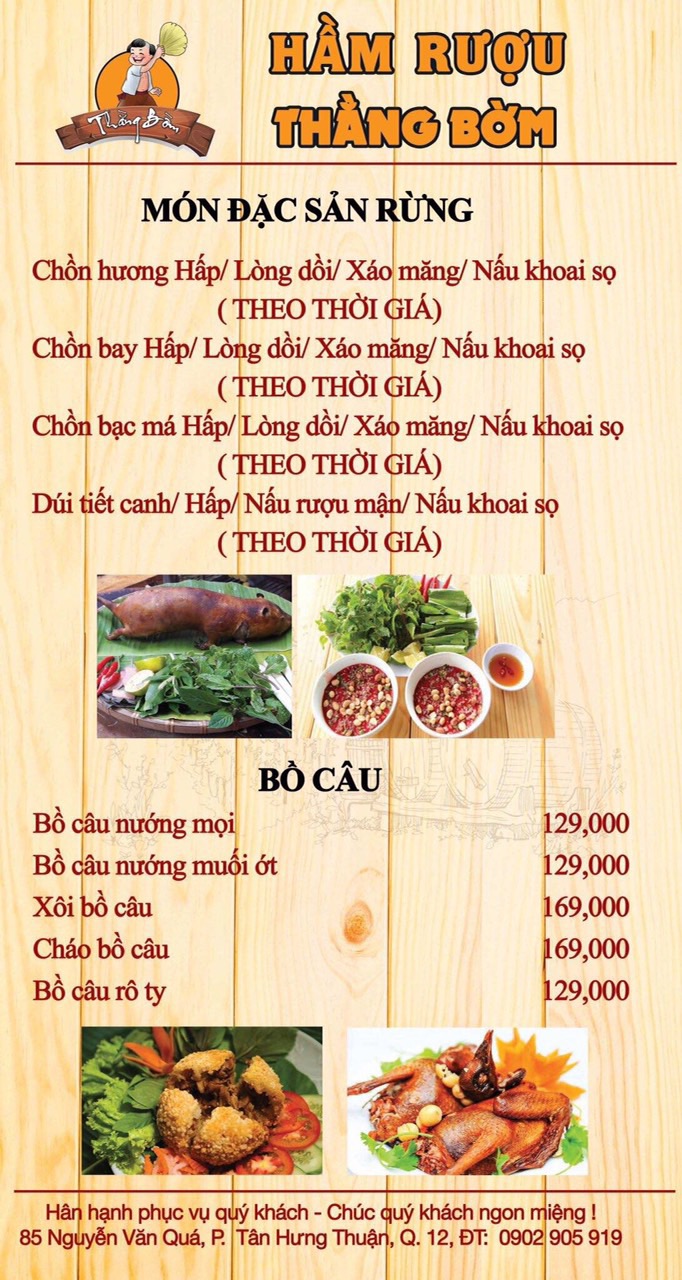 Thằng Bờm
HẦM RƯỢU
THẰNG BỜM
MÓN ĐẶC SẢN RỪNG
Chồn hương Hấp/ Lòng dồi/ Xáo măng/ Nấu khoai sọ
( THEO THỜI GIÁ)
Chồn bay Hấp/ Lòng dồi/ Xáo măng/ Nấu khoai sọ
( THEO THỜI GIÁ)
Chồn bạc má Hấp/ Lòng dồi/ Xáo măng/ Nấu khoai sọ
( THEO THỜI GIÁ)
Dúi tiết canh/ Hấp/ Nấu rượu mận/ Nấu khoai sọ
( THEO THỜI GIÁ)
BỒ CÂU
Bồ câu nướng mọi 129,000
Bồ câu nướng muối ớt 129,000
Xôi bồ câu 169,000
Cháo bồ câu 169,000
Bồ câu rô ty 129,000
Hân hạnh phục vụ quý khách - Chúc quý khách ngon miệng !
85 Nguyễn Văn Quá, P. Tân Hưng Thuận, Q. 12, ĐT: 0902 905 919